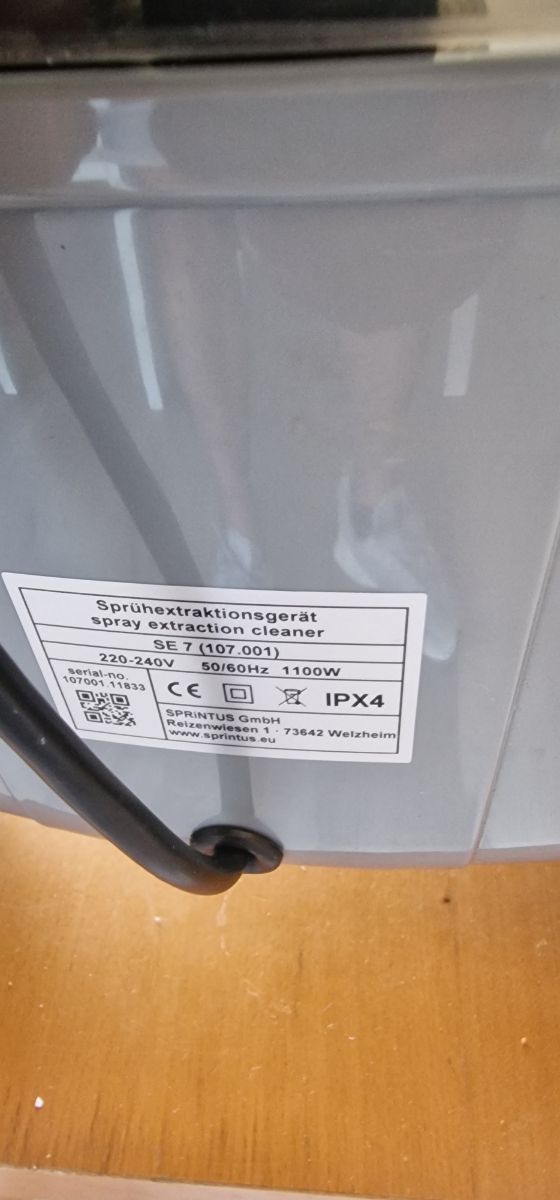 Sprühextraktionsgerät
spray extraction cleaner
SE 7 (107.001)
220-240V 50/60Hz 1100W
serial-no.
107001.11833
CE IPX4
SPRiNTUS GmbH
Reizenwiesen 1 · 73642 Welzheim
www.sprintus.eu